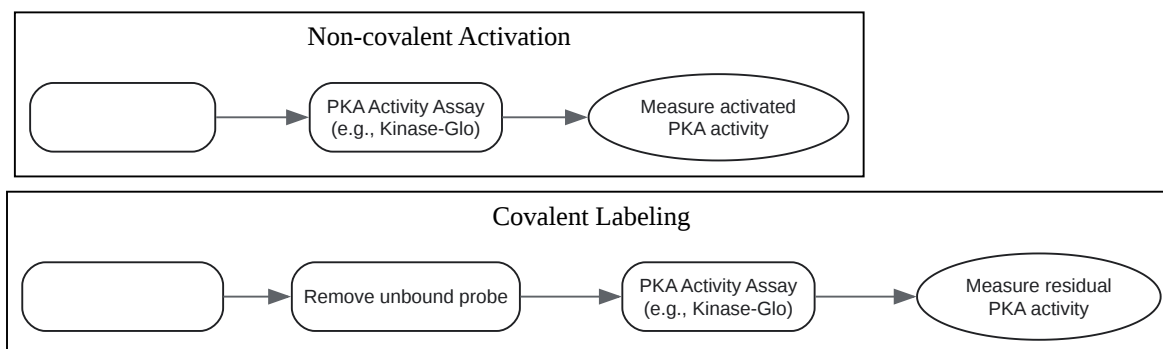 Non-covalent Activation
PKA Activity Assay
(e.g., Kinase-Glo)
Measure activated
PKA activity
Covalent Labeling
Remove unbound probe
PKA Activity Assay
(e.g., Kinase-Glo)
Measure residual
PKA activity